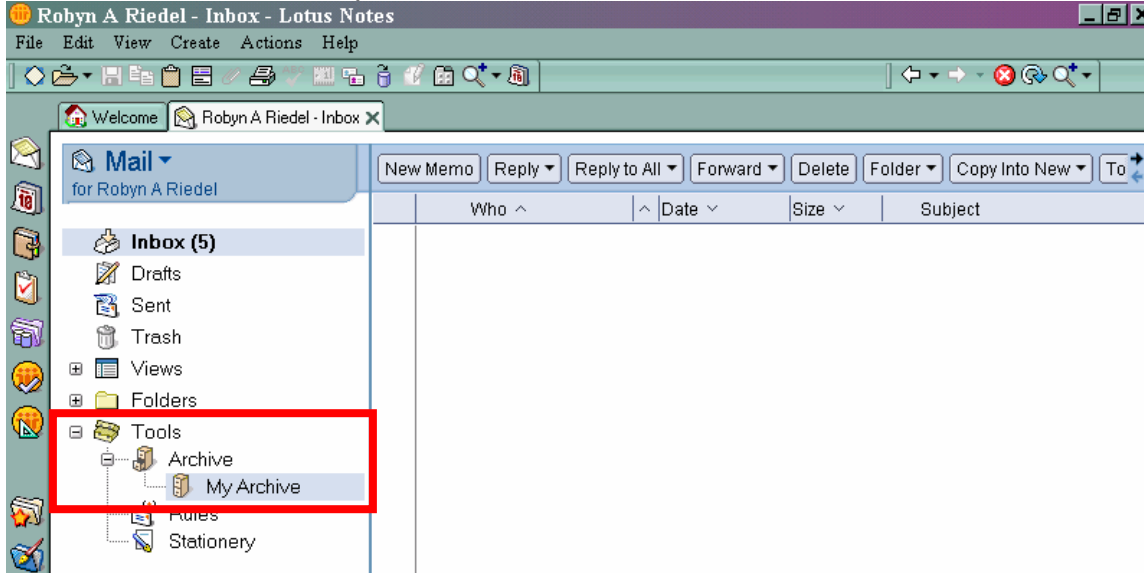 Robyn A Riedel - Inbox - Lotus Notes
File Edit View Create Actions Help
Welcome Robyn A Riedel - Inbox
Mail
for Robyn A Riedel
New Memo Reply Reply to All Forward Delete Folder Copy Into New To
Who Date Size Subject
Inbox (5)
Drafts
Sent
Trash
Views
Folders
Tools
Archive
My Archive
Rules
Stationery